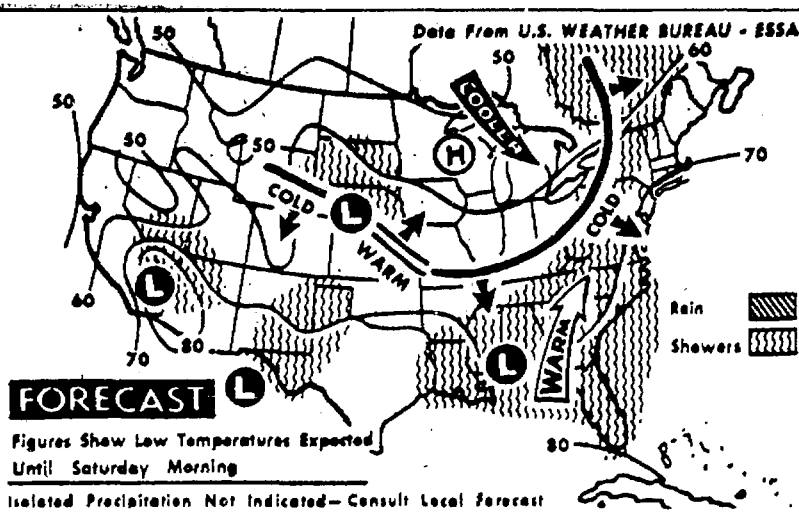 Data From U.S. WEATHER BUREAU - ESSA
50
60
50
50
COOLER
50
50
H
70
COLD
L
COLD
WARM
L
60
Rain
Showers
70
80
WARM
L
L
FORECAST
80
Figures Show Low Temperatures Expected
Until Saturday Morning
Isolated Precipitation Not Indicated - Consult Local Forecast